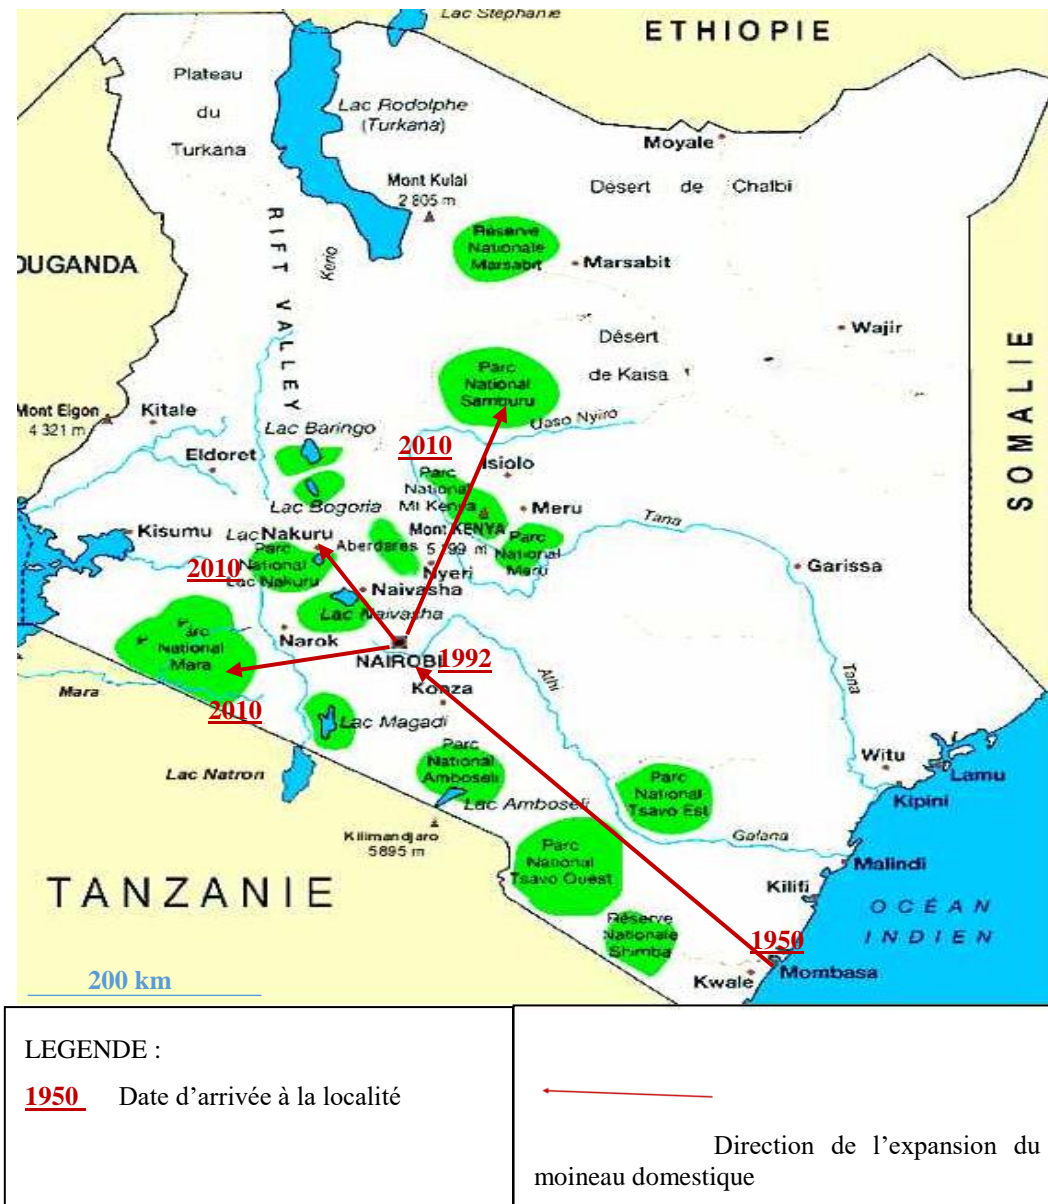 Lac Stéphanie
ETHIOPIE
Plateau
du
Turkana
Lac Rodolphe
(Turkana)
Moyale
Mont Kulal
2 805 m
Désert de Chalbi
RIFT VALLEY
Kerio
Réserve
Nationale
Marsabit
Marsabit
OUGANDA
Wajir
Désert
de Kaisa
SOMALIE
Parc
National
Samburu
Mont Elgon
4 321 m
Kitale
Uaso Nyiro
Lac Baringo
Eldoret
2010
Isiolo
Parc
National
Mt Kenya
Lac Bogoria
Meru
Tana
Kisumu
Lac Nakuru
Mont KENYA
5 199 m
Aberdares
Parc
National
Meru
Parc
National
Lac Nakuru
2010
Nyeri
Garissa
Naivasha
Lac Naivasha
Narok
Parc
National
Mara
NAIROBI
1992
Athi
Tana
Mara
Konza
2010
Lac Magadi
Parc
National
Amboseli
Witu
Lamu
Lac Natron
Parc
National
Tsavo Est
Kipini
Lac Amboseli
Kilimandjaro
5895 m
Galana
Parc
National
Tsavo Ouest
Malindi
TANZANIE
Kilifi
OCÉAN
INDIEN
Réserve
Nationale
Shimba
1950
Mombasa
Kwale
200 km
LEGENDE :
1950 Date d’arrivée à la localité
Direction de l’expansion du
moineau domestique